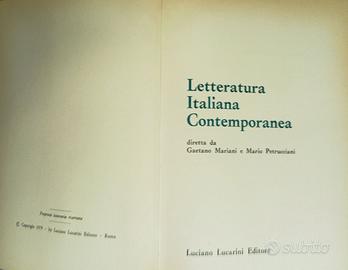 Proprietà letteraria riservata
© Copyright 1979 - by Luciano Lucarini Editore - Roma
Letteratura
Italiana
Contemporanea
diretta da
Gaetano Mariani e Mario Petrucciani
Luciano Lucarini Editore
subito